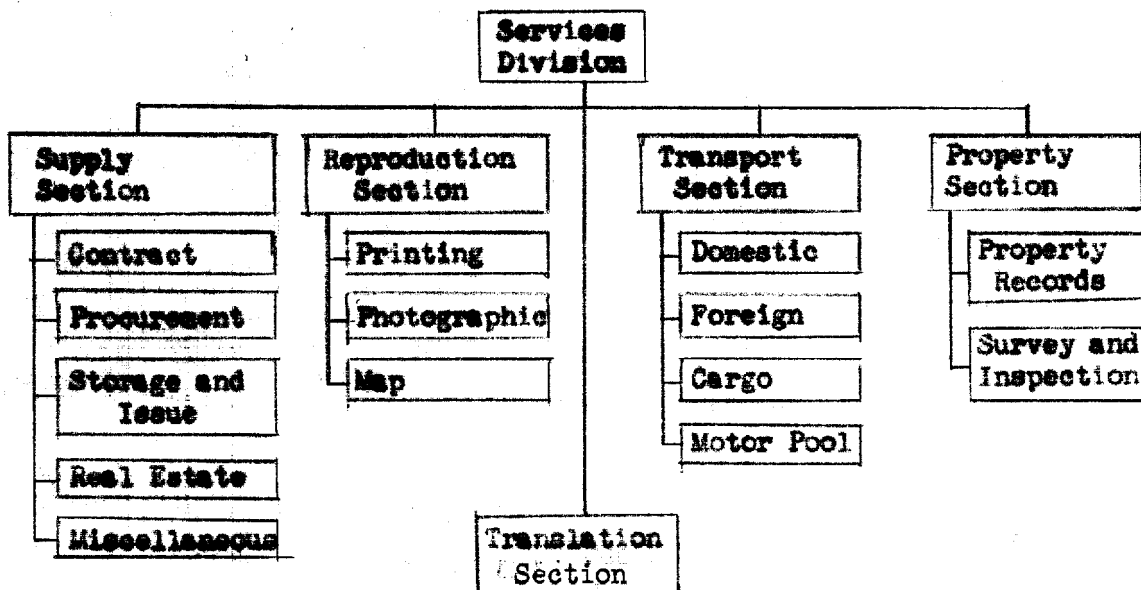 Services
Division
Supply
Section
Contract
Procurement
Storage and
Issue
Real Estate
Miscellaneous
Reproduction
Section
Printing
Photographic
Map
Transport
Section
Domestic
Foreign
Cargo
Motor Pool
Property
Section
Property
Records
Survey and
Inspection
Translation
Section